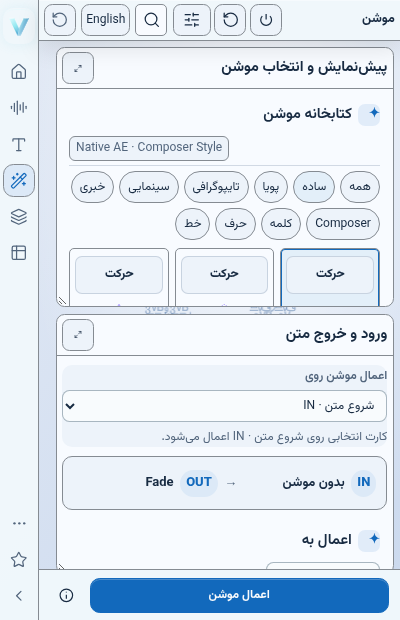 موشن
English
پیش‌نمایش و انتخاب موشن
کتابخانه موشن
Native AE · Composer Style
همه ساده پویا تایپوگرافی سینمایی خبری
Composer کلمه حرف خط
حرکت حرکت حرکت
ورود و خروج متن
اعمال موشن روی
شروع متن · IN
کارت انتخابی روی شروع متن · IN اعمال می‌شود.
IN بدون موشن → OUT Fade
اعمال به
اعمال موشن